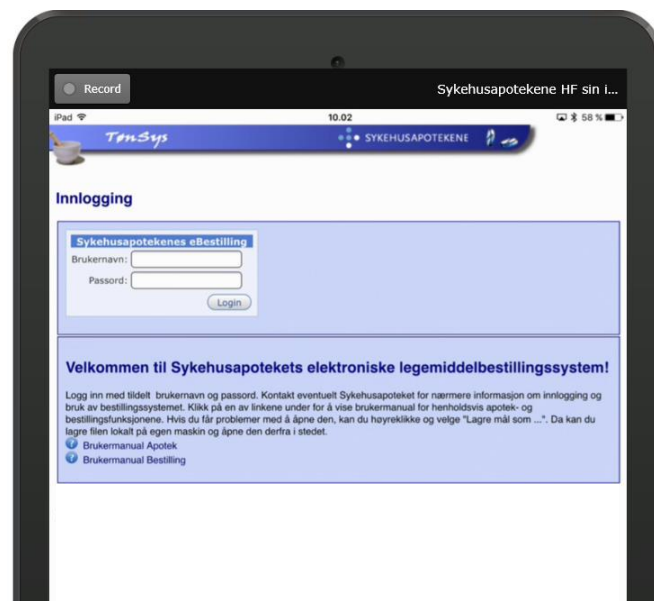 Record
Sykehusapotekene HF sin i...
iPad
10.02
58 %
TønSys
SYKEHUSAPOTEKENE
Innlogging
Sykehusapotekenes eBestilling
Brukernavn:
Passord:
Login
Velkommen til Sykehusapotekets elektroniske legemiddelbestillingssystem!
Logg inn med tildelt brukernavn og passord. Kontakt eventuelt Sykehusapoteket for nærmere informasjon om innlogging og
bruk av bestillingssystemet. Klikk på en av linkene under for å vise brukermanual for henholdsvis apotek- og
bestillingsfunksjonene. Hvis du får problemer med å åpne den, kan du høyreklikke og velge "Lagre mål som ...". Da kan du
lagre filen lokalt på egen maskin og åpne den derfra i stedet.
? Brukermanual Apotek
? Brukermanual Bestilling